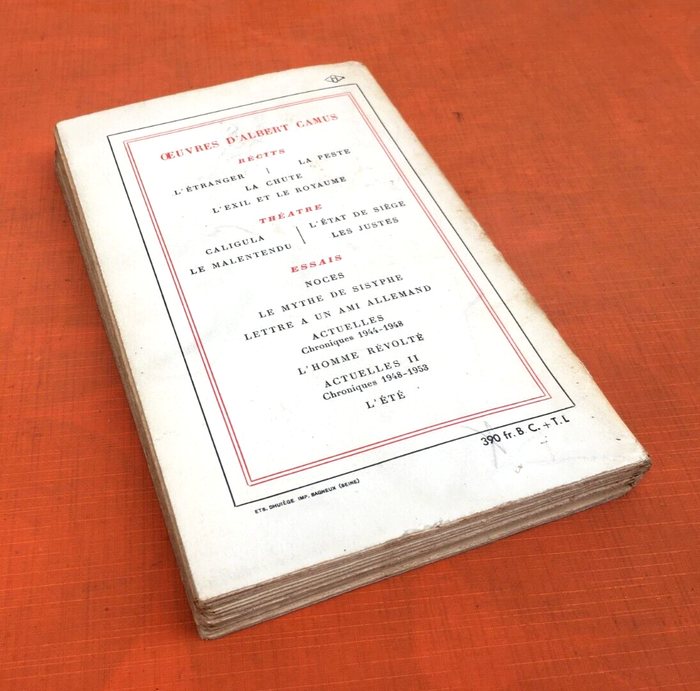 ŒUVRES D'ALBERT CAMUS
RÉCITS
L'ÉTRANGER | LA PESTE
LA CHUTE
L'EXIL ET LE ROYAUME
THÉATRE
CALIGULA | L'ÉTAT DE SIÈGE
LE MALENTENDU | LES JUSTES
ESSAIS
NOCES
LE MYTHE DE SISYPHE
LETTRE A UN AMI ALLEMAND
ACTUELLES
Chroniques 1944-1948
L'HOMME RÉVOLTÉ
ACTUELLES II
Chroniques 1948-1953
L'ÉTÉ
390 fr. B C. + T. L
ETS. DHUIÈGE IMP. BAGNEUX (SEINE)